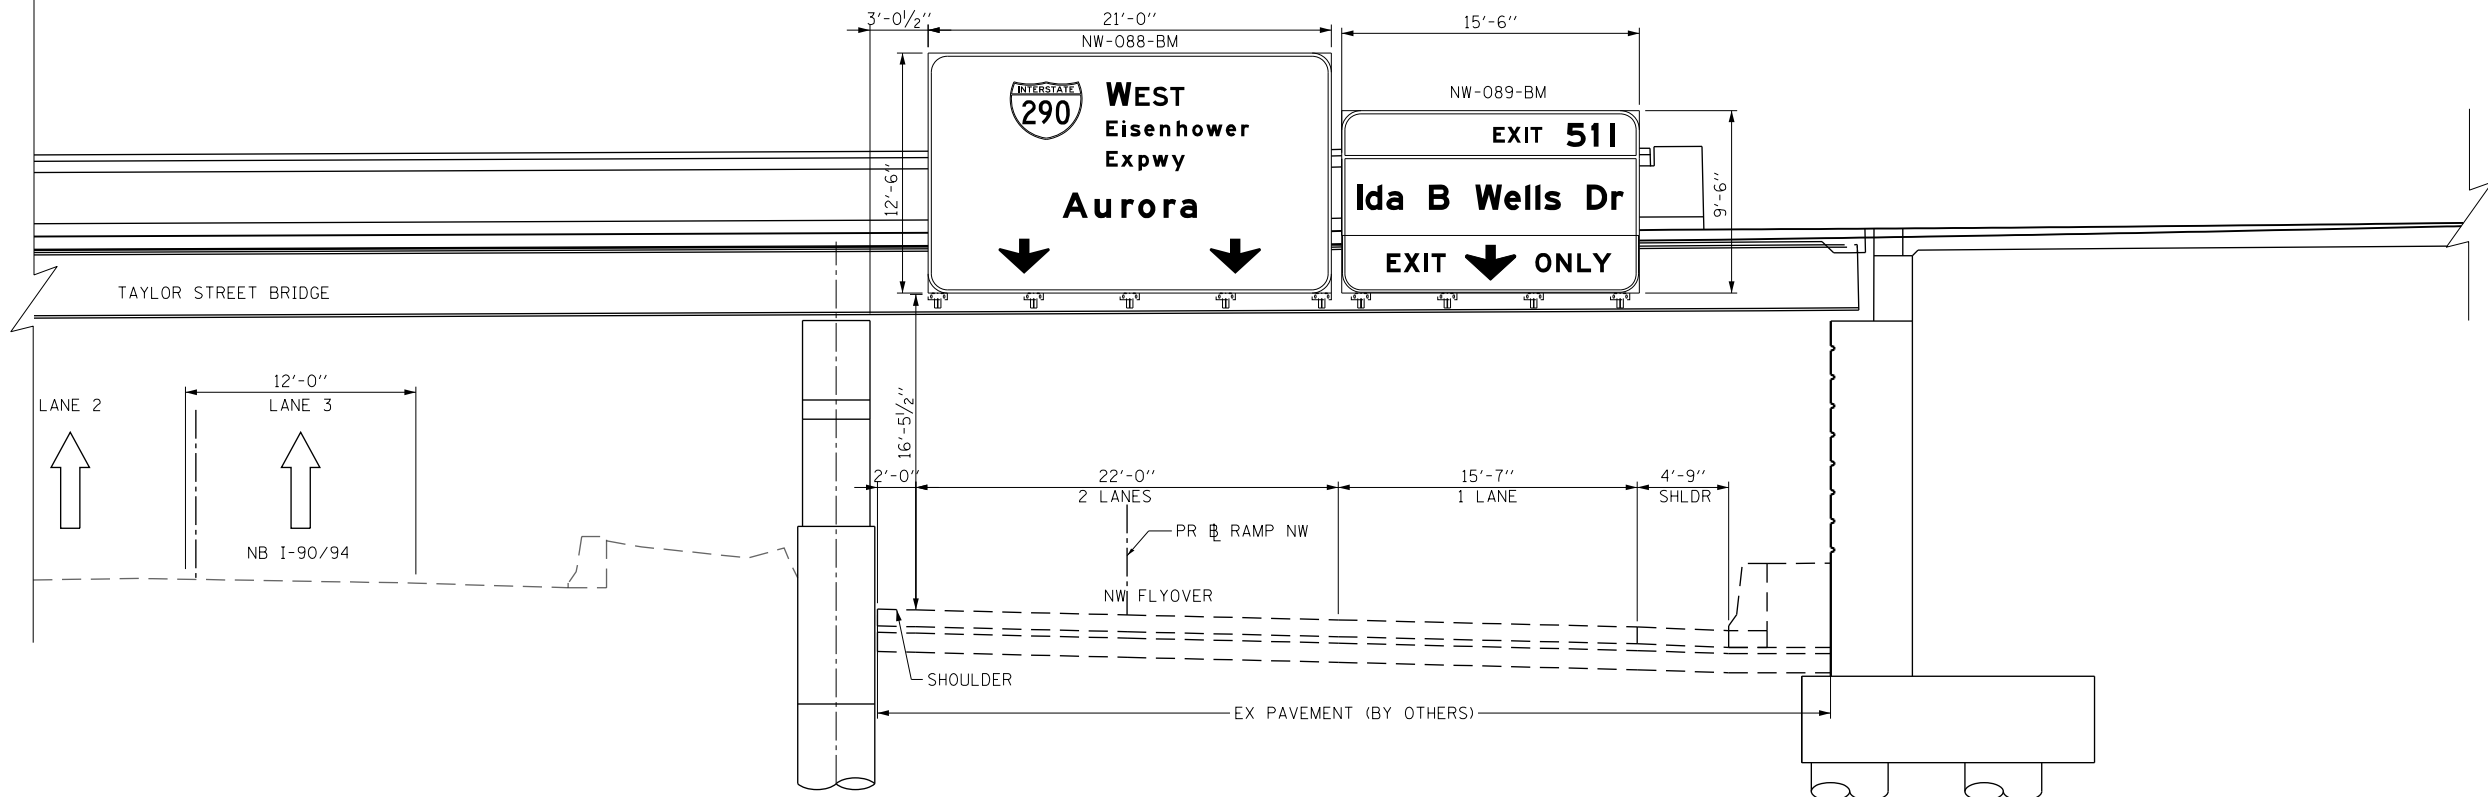 3'-0½"
21'-0"
15'-6"
NW-088-BM
NW-089-BM
INTERSTATE
290
WEST
Eisenhower
Expwy
Aurora
12'-6"
EXIT 511
Ida B Wells Dr
EXIT ONLY
9'-6"
TAYLOR STREET BRIDGE
12'-0"
LANE 2
LANE 3
NB I-90/94
16'-5½"
2'-0"
22'-0"
2 LANES
15'-7"
1 LANE
4'-9"
SHLDR
PR ℄ RAMP NW
NW FLYOVER
SHOULDER
EX PAVEMENT (BY OTHERS)